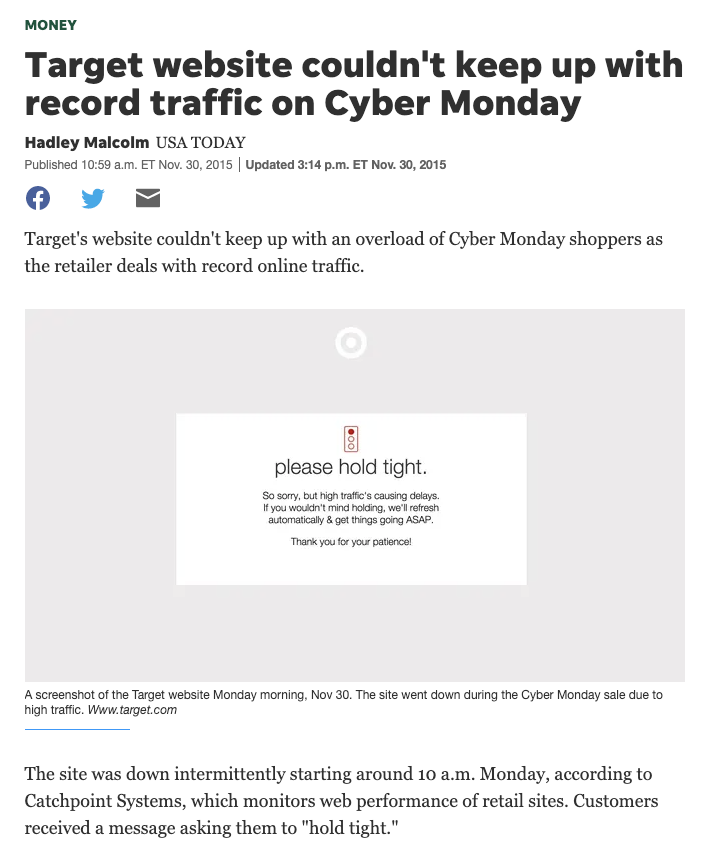 MONEY
Target website couldn't keep up with
record traffic on Cyber Monday
Hadley Malcolm USA TODAY
Published 10:59 a.m. ET Nov. 30, 2015 | Updated 3:14 p.m. ET Nov. 30, 2015
Target's website couldn't keep up with an overload of Cyber Monday shoppers as
the retailer deals with record online traffic.
please hold tight.
So sorry, but high traffic's causing delays.
If you wouldn't mind holding, we'll refresh
automatically & get things going ASAP.
Thank you for your patience!
A screenshot of the Target website Monday morning, Nov 30. The site went down during the Cyber Monday sale due to
high traffic. Www.target.com
The site was down intermittently starting around 10 a.m. Monday, according to
Catchpoint Systems, which monitors web performance of retail sites. Customers
received a message asking them to "hold tight."